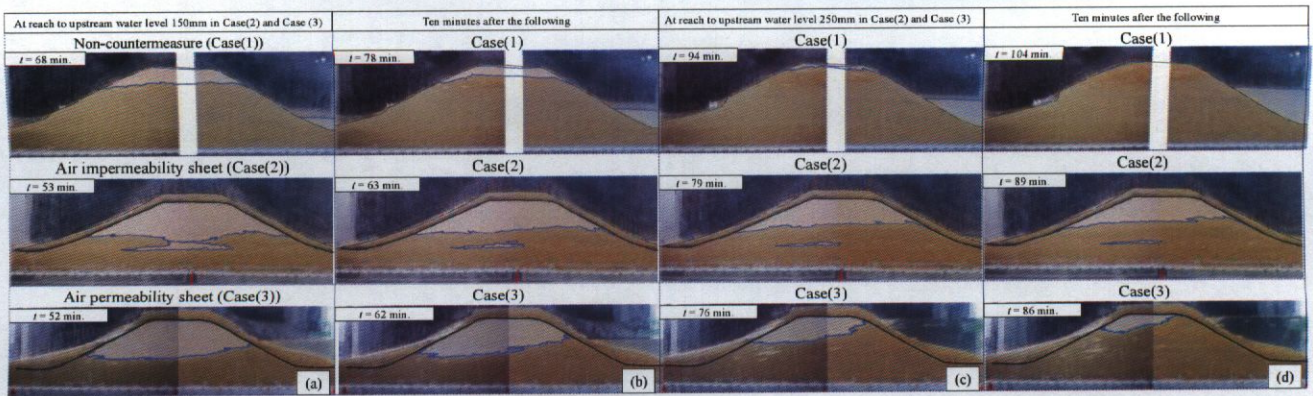 At reach to upstream water level 150mm in Case(2) and Case (3)
Ten minutes after the following
At reach to upstream water level 250mm in Case(2) and Case (3)
Ten minutes after the following
Non-countermeasure (Case(1))
Case(1)
Case(1)
Case(1)
t = 68 min.
t = 78 min.
t = 94 min.
t = 104 min.
Air impermeability sheet (Case(2))
Case(2)
Case(2)
Case(2)
t = 53 min.
t = 63 min.
t = 79 min.
t = 89 min.
Air permeability sheet (Case(3))
Case(3)
Case(3)
Case(3)
t = 52 min.
t = 62 min.
t = 76 min.
t = 86 min.
(a)
(b)
(c)
(d)